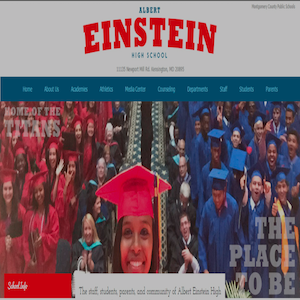 Montgomery County Public Schools
ALBERT
EINSTEIN
HIGH SCHOOL
11135 Newport Mill Rd, Kensington, MD 20895
Home About Us Academics Athletics Media Center Counseling Departments Staff Students Parents
HOME OF THE
TITANS
THE
PLACE
TO BE
School Info
The staff, students, parents, and community of Albert Einstein High